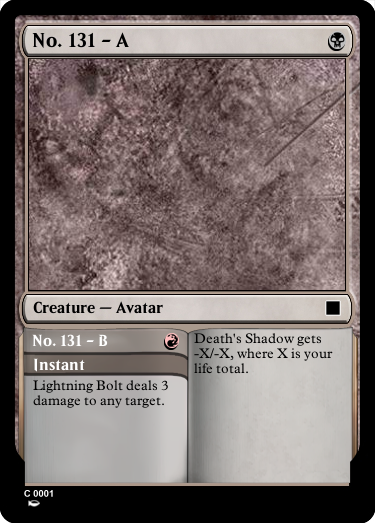 No. 131 – A
Creature — Avatar
No. 131 – B
Instant
Lightning Bolt deals 3
damage to any target.
Death's Shadow gets
-X/-X, where X is your
life total.
C 0001